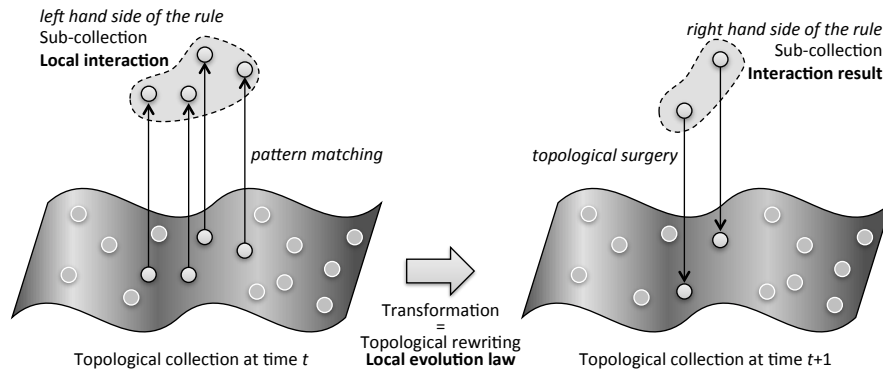 left hand side of the rule
Sub-collection
Local interaction
pattern matching
Topological collection at time t
Transformation
=
Topological rewriting
Local evolution law
right hand side of the rule
Sub-collection
Interaction result
topological surgery
Topological collection at time t+1